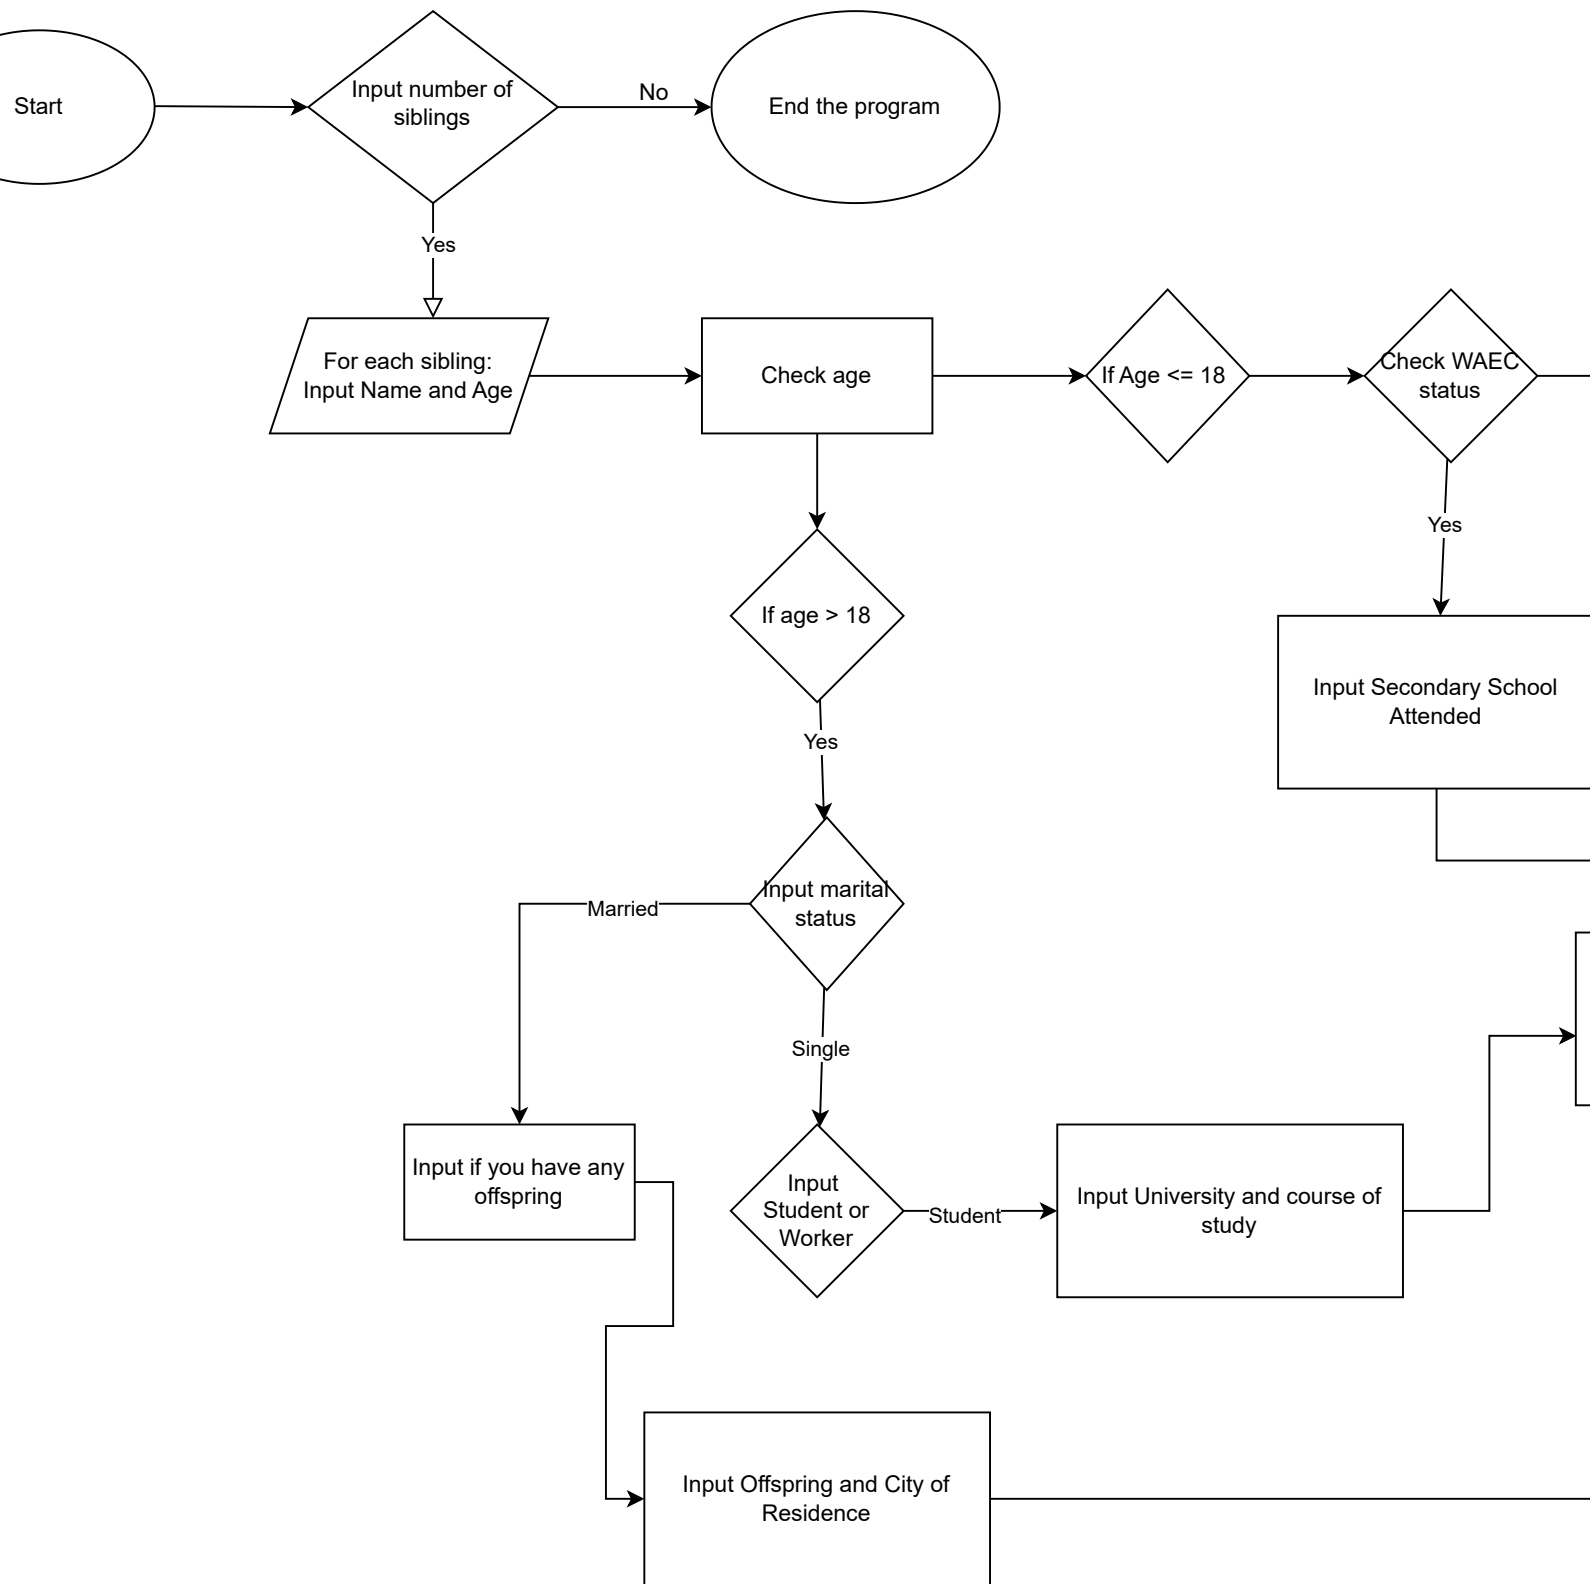 Start
Input number of
siblings
No
End the program
Yes
For each sibling:
Input Name and Age
Check age
If Age <= 18
Check WAEC
status
Yes
If age > 18
Input Secondary School
Attended
Yes
Input marital
status
Married
Single
Input if you have any
offspring
Input
Student or
Worker
Student
Input University and course of
study
Input Offspring and City of
Residence